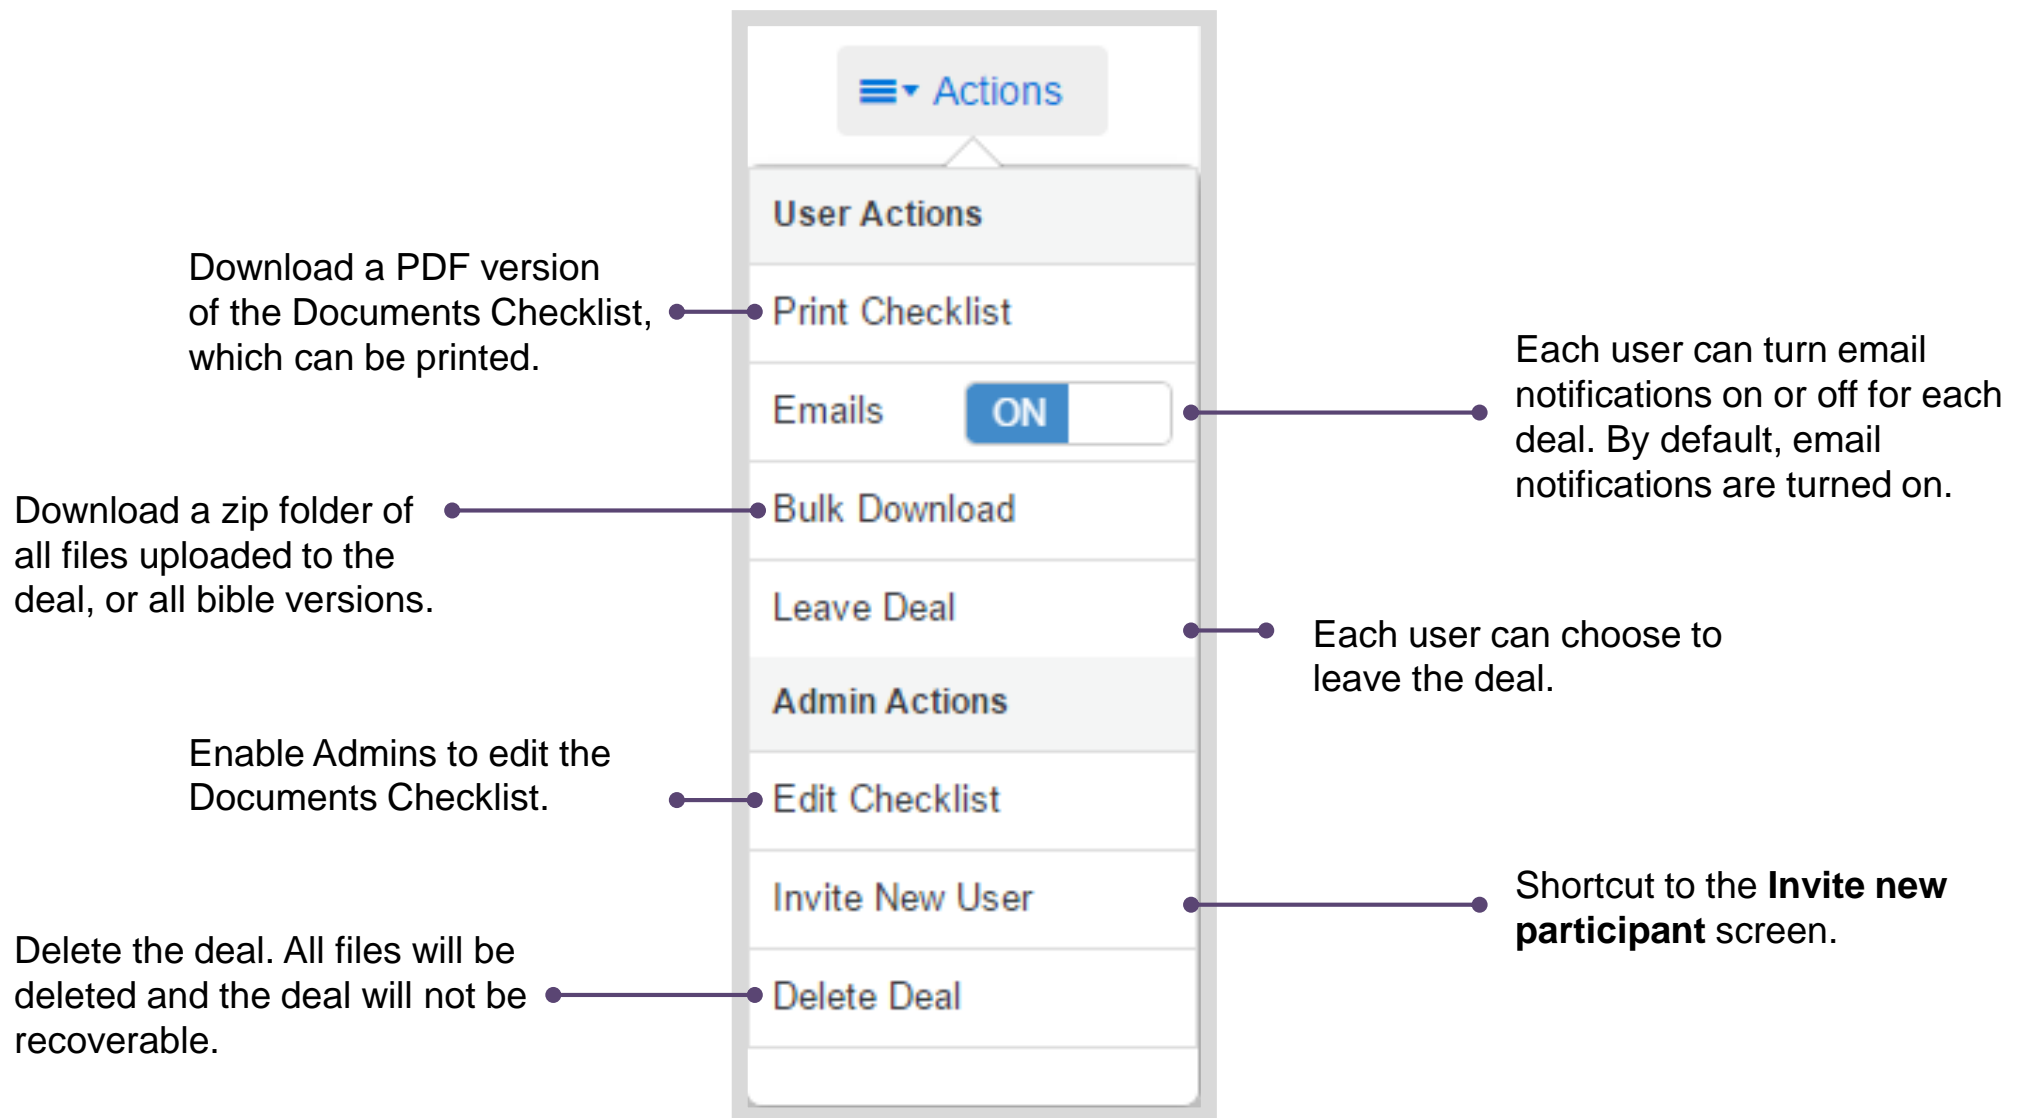 Actions
User Actions
Download a PDF version
of the Documents Checklist,
which can be printed.
Print Checklist
Emails
ON
Each user can turn email
notifications on or off for each
deal. By default, email
notifications are turned on.
Download a zip folder of
all files uploaded to the
deal, or all bible versions.
Bulk Download
Leave Deal
Each user can choose to
leave the deal.
Admin Actions
Enable Admins to edit the
Documents Checklist.
Edit Checklist
Invite New User
Shortcut to the Invite new
participant screen.
Delete the deal. All files will be
deleted and the deal will not be
recoverable.
Delete Deal